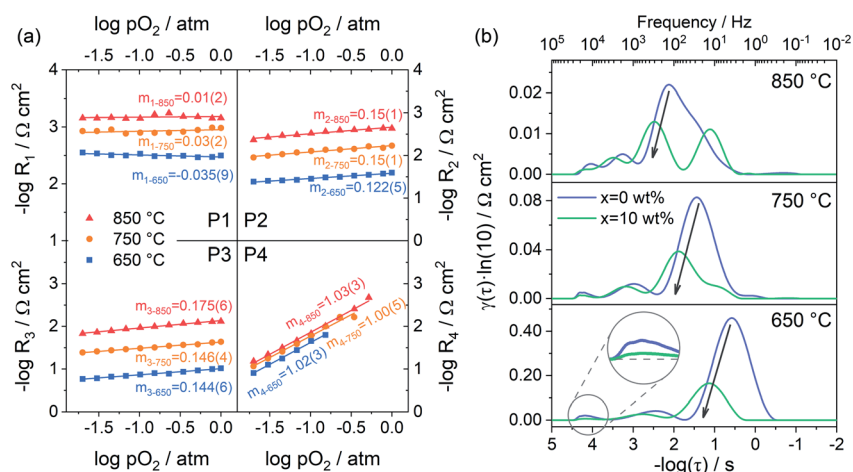 (a)
log pO2 / atm
log pO2 / atm
-1.5 -1.0 -0.5 0.0
-1.5 -1.0 -0.5 0.0
-log R1 / Ω cm2
4
3
2
1
m1-850=0.01(2)
m1-750=0.03(2)
m1-650=-0.035(9)
850 °C
750 °C
650 °C
P1
P2
m2-850=0.15(1)
m2-750=0.15(1)
m2-650=0.122(5)
4
3
2
1
0
-log R2 / Ω cm2
-log R3 / Ω cm2
3
2
1
0
P3
P4
m3-850=0.175(6)
m3-750=0.146(4)
m3-650=0.144(6)
m4-850=1.03(3)
m4-750=1.00(5)
m4-650=1.02(3)
3
2
1
0
-log R4 / Ω cm2
-1.5 -1.0 -0.5 0.0
-1.5 -1.0 -0.5 0.0
log pO2 / atm
log pO2 / atm
(b)
Frequency / Hz
10^5 10^4 10^3 10^2 10^1 10^0 10^-1 10^-2
γ(τ)·ln(10) / Ω cm2
0.02
0.01
0.00
850 °C
0.08
0.04
0.00
x=0 wt%
x=10 wt%
750 °C
0.40
0.20
0.00
650 °C
5 4 3 2 1 0 -1 -2
-log(τ) / s